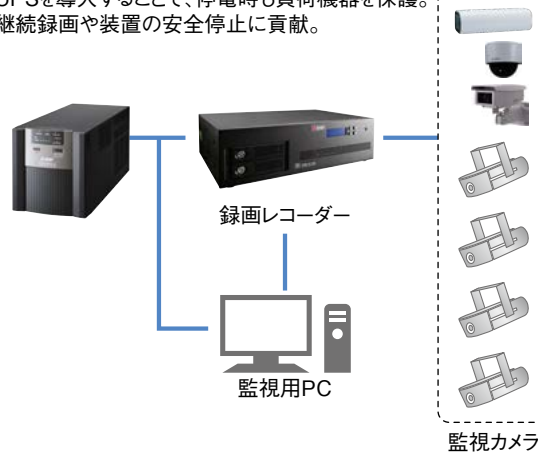 UPSを導入することで、停電時も負荷機器を保護。
継続録画や装置の安全停止に貢献。
録画レコーダー
監視用PC
監視カメラ